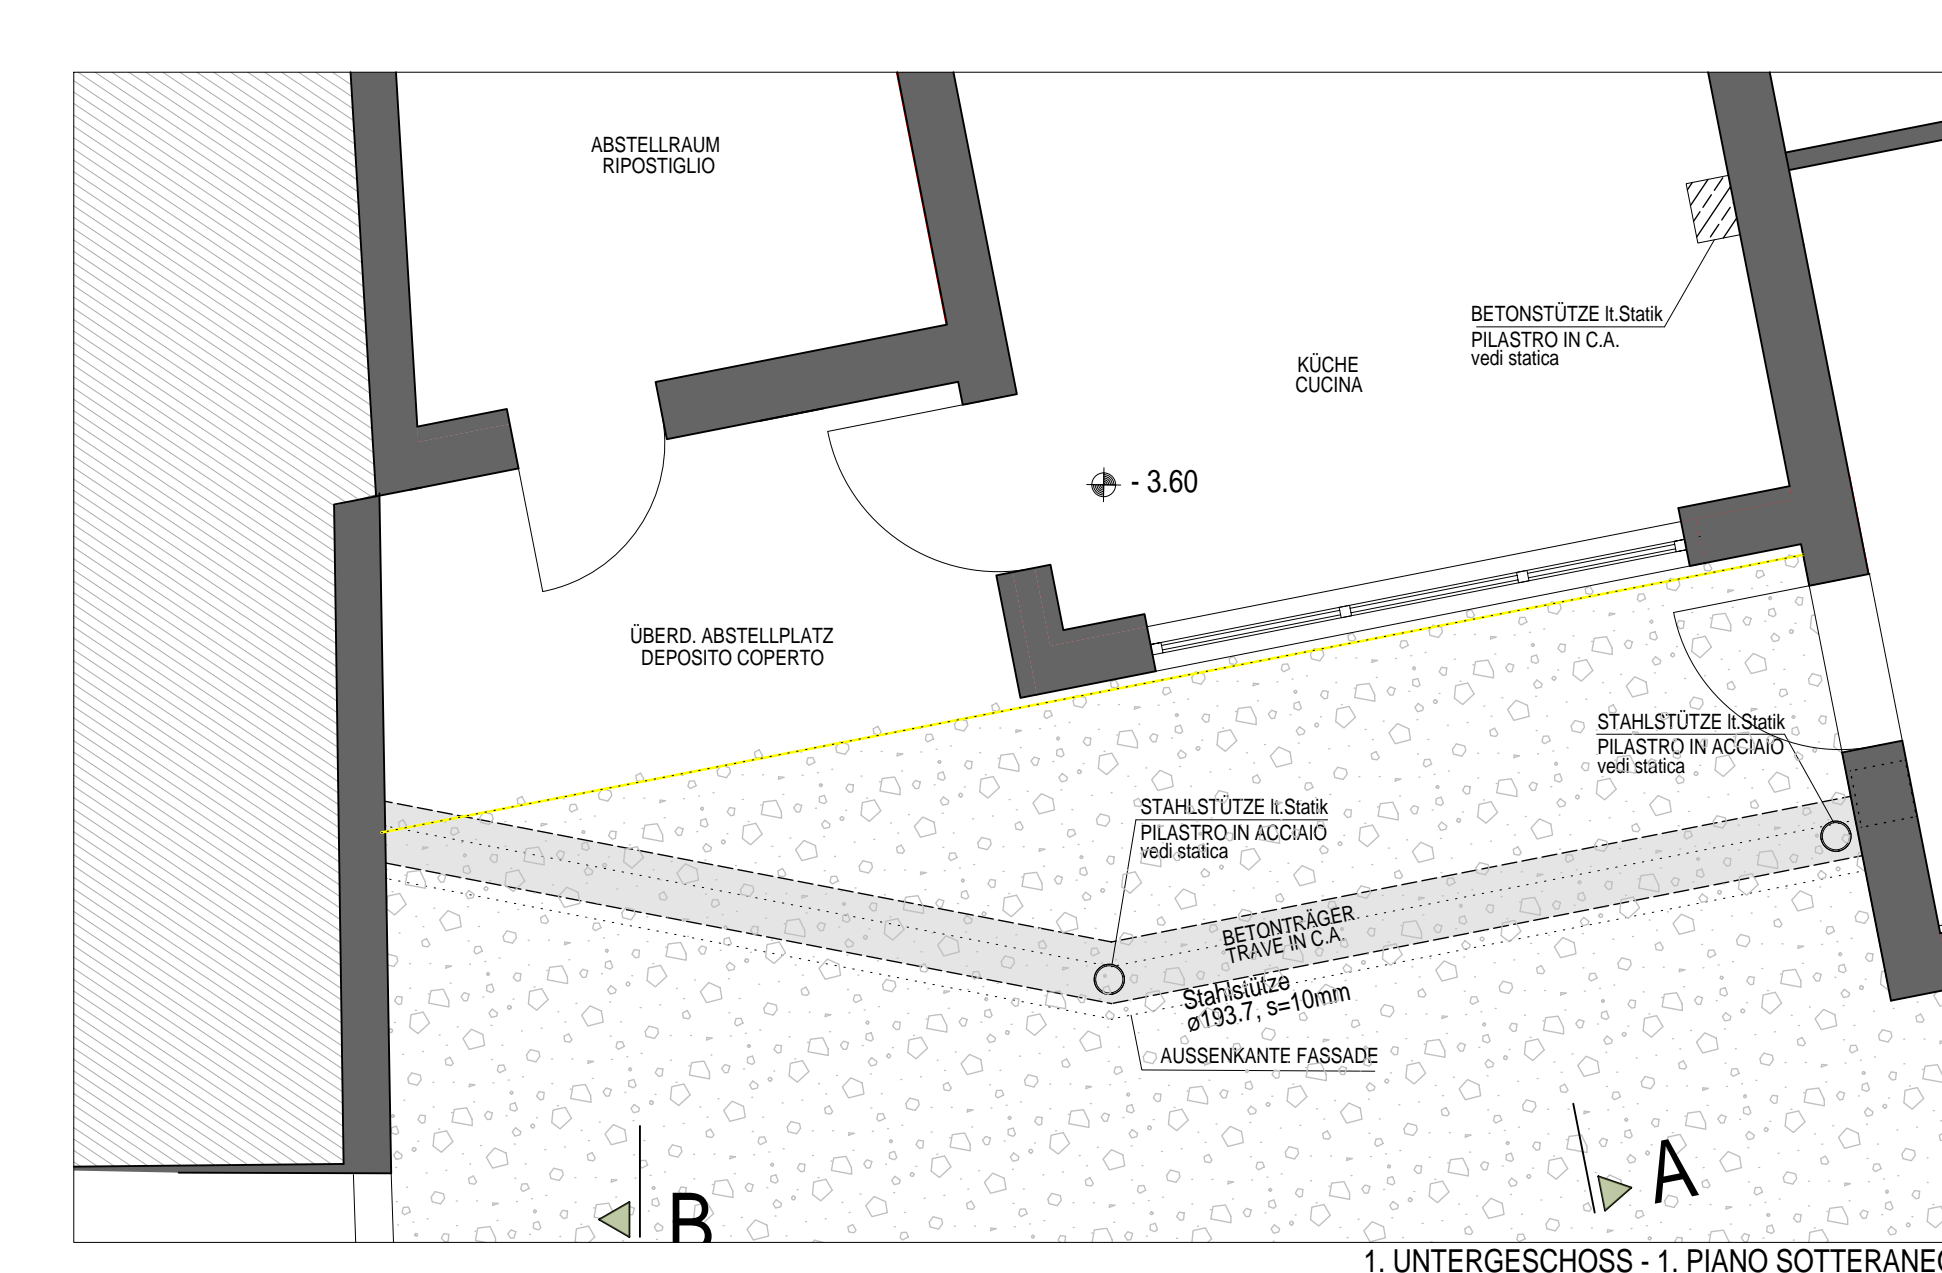 ABSTELLRAUM
RIPOSTIGLIO
BETONSTÜTZE lt.Statik
PILASTRO IN C.A.
vedi statica
KÜCHE
CUCINA
- 3.60
ÜBERD. ABSTELLPLATZ
DEPOSITO COPERTO
STAHLSTÜTZE lt.Statik
PILASTRO IN ACCIAIO
vedi statica
STAHLSTÜTZE lt.Statik
PILASTRO IN ACCIAIO
vedi statica
BETONTRÄGER
TRAVE IN C.A.
Stahlstütze
ø193.7, s=10mm
AUSSENKANTE FASSADE
A
B
1. UNTERGESCHOSS - 1. PIANO SOTTERANEO